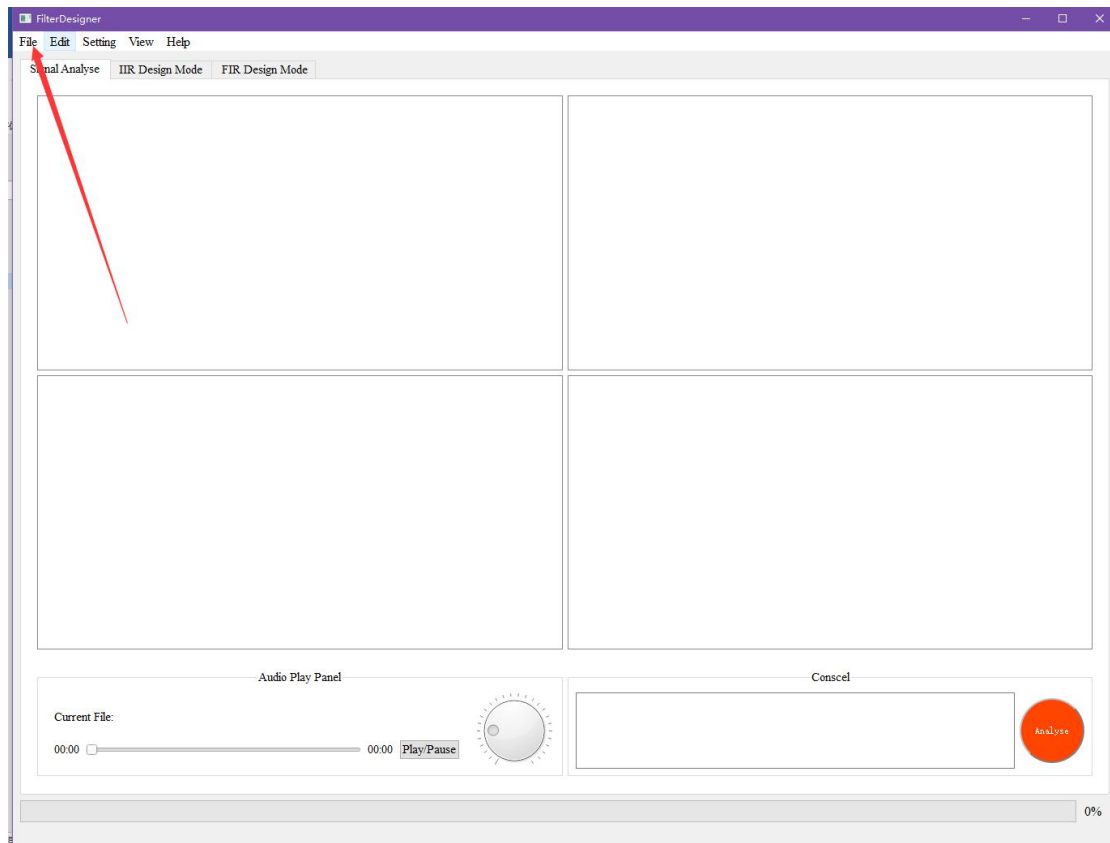 FilterDesigner
File Edit Setting View Help
Signal Analyse IIR Design Mode FIR Design Mode
Audio Play Panel
Conscel
Current File:
00:00 00:00 Play/Pause
Analyse
0%